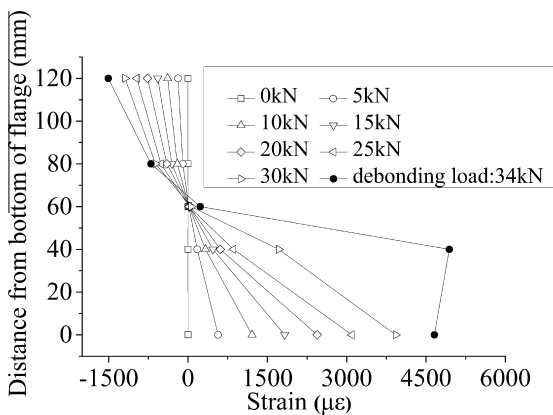 Distance from bottom of flange (mm)
120
100
80
60
40
20
0
0kN 5kN
10kN 15kN
20kN 25kN
30kN debonding load:34kN
-1500 0 1500 3000 4500 6000
Strain (με)